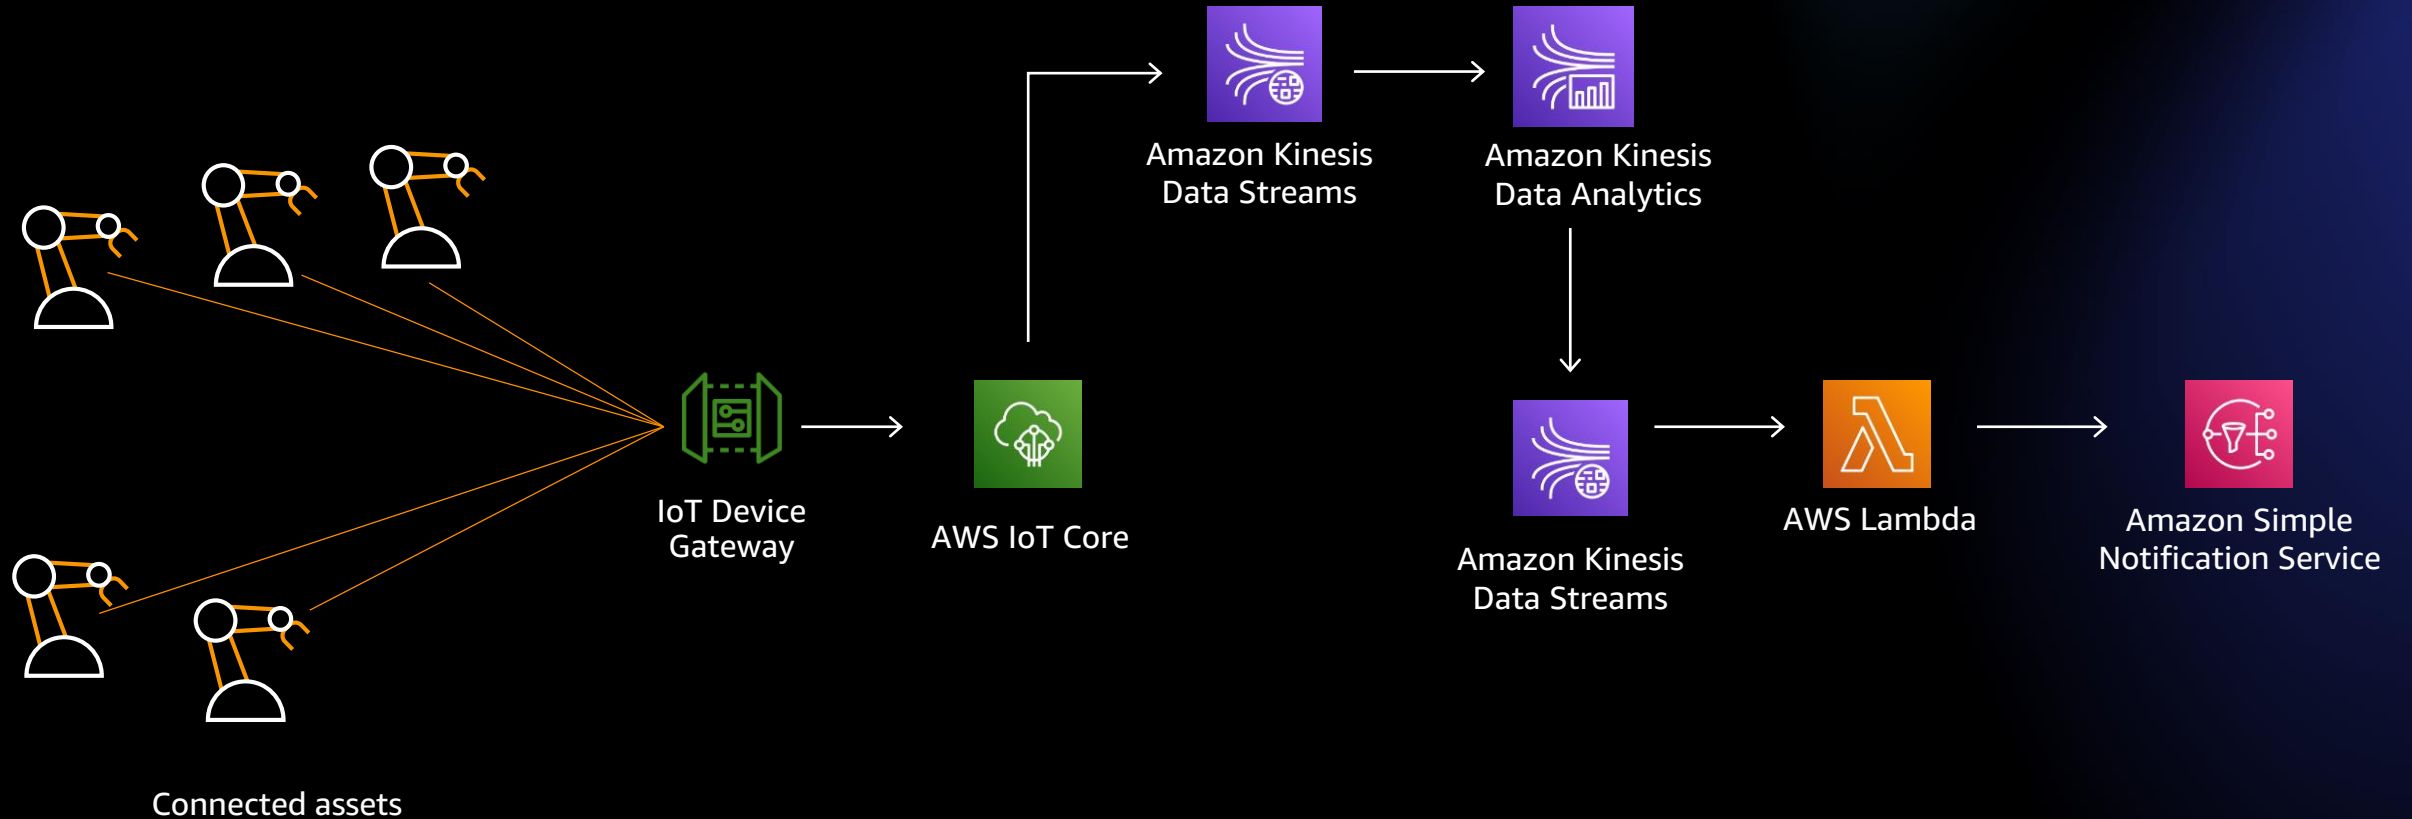 Amazon Kinesis
Data Streams
Amazon Kinesis
Data Analytics
IoT Device
Gateway
AWS IoT Core
Amazon Kinesis
Data Streams
AWS Lambda
Amazon Simple
Notification Service
Connected assets